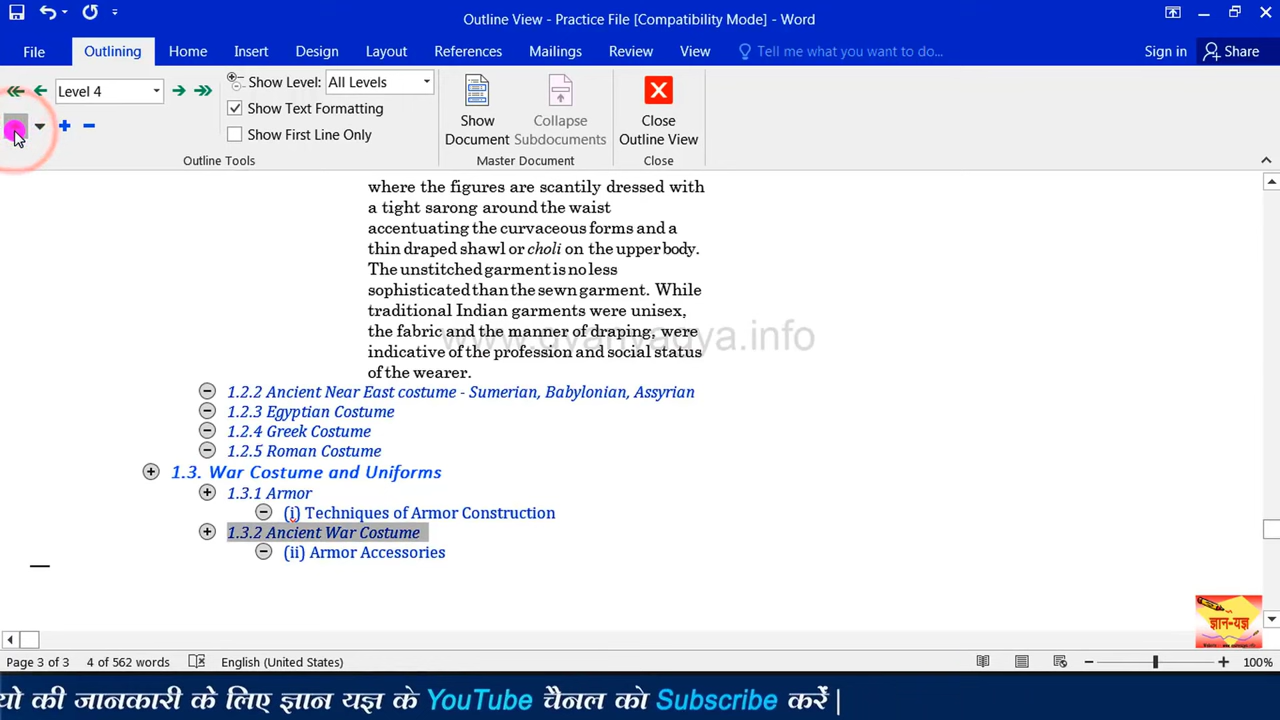 Outline View - Practice File [Compatibility Mode] - Word
File Outlining Home Insert Design Layout References Mailings Review View Tell me what you want to do... Sign in Share
Level 4
Show Level: All Levels
Show Text Formatting
Show First Line Only
Outline Tools
Show Document
Collapse Subdocuments
Master Document
Close Outline View
Close
where the figures are scantily dressed with
a tight sarong around the waist
accentuating the curvaceous forms and a
thin draped shawl or choli on the upper body.
The unstitched garment is no less
sophisticated than the sewn garment. While
traditional Indian garments were unisex,
the fabric and the manner of draping, were
indicative of the profession and social status
of the wearer.
1.2.2 Ancient Near East costume - Sumerian, Babylonian, Assyrian
1.2.3 Egyptian Costume
1.2.4 Greek Costume
1.2.5 Roman Costume
1.3. War Costume and Uniforms
1.3.1 Armor
(i) Techniques of Armor Construction
1.3.2 Ancient War Costume
(ii) Armor Accessories
ज्ञान-यज्ञ
Page 3 of 3 4 of 562 words English (United States) 100%
यो की जानकारी के लिए ज्ञान यज्ञ के YouTube चैनल को Subscribe करें |